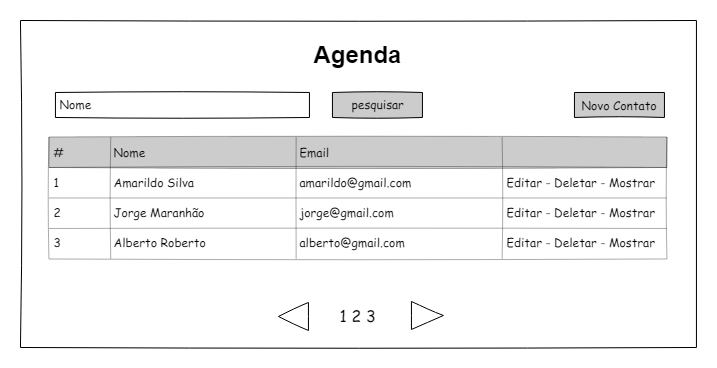 Agenda
Nome pesquisar Novo Contato
# Nome Email
1 Amarildo Silva amarildo@gmail.com Editar - Deletar - Mostrar
2 Jorge Maranhão jorge@gmail.com Editar - Deletar - Mostrar
3 Alberto Roberto alberto@gmail.com Editar - Deletar - Mostrar
1 2 3